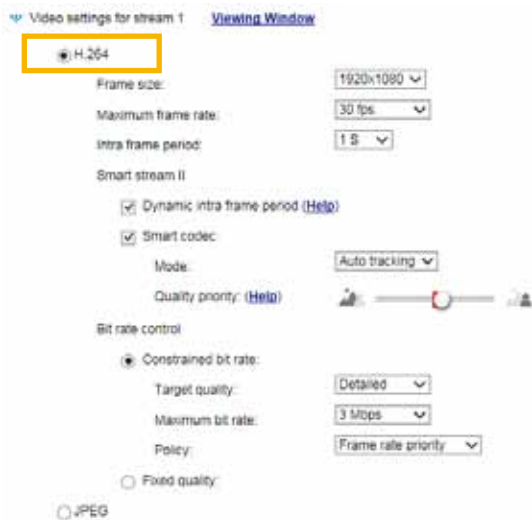 Video settings for stream 1 Viewing Window
H.264
Frame size: 1920x1080
Maximum frame rate: 30 fps
Intra frame period: 1 S
Smart stream II
Dynamic intra frame period (Help)
Smart codec
Mode: Auto tracking
Quality priority: (Help)
Bit rate control
Constrained bit rate:
Target quality: Detailed
Maximum bit rate: 3 Mbps
Policy: Frame rate priority
Fixed quality:
JPEG